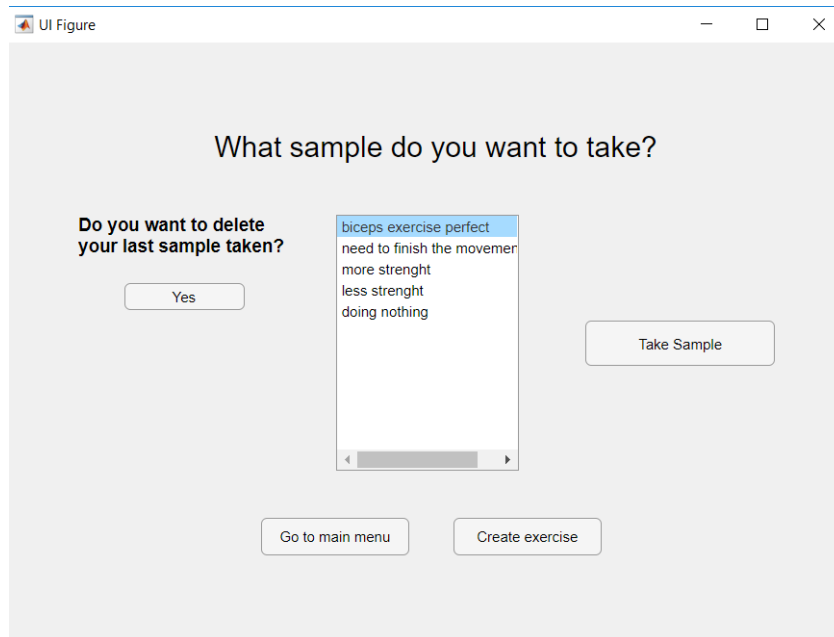 UI Figure
What sample do you want to take?
Do you want to delete
your last sample taken?
Yes
biceps exercise perfect
need to finish the movemen
more strenght
less strenght
doing nothing
Take Sample
Go to main menu
Create exercise